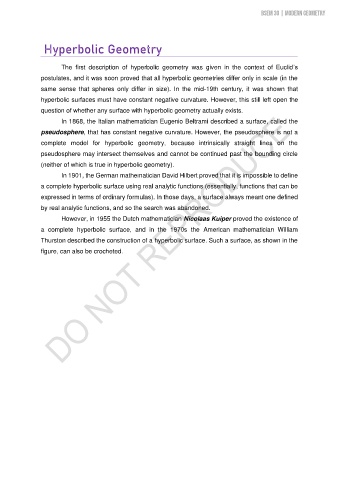 BSEM 30 | MODERN GEOMETRY
Hyperbolic Geometry
The first description of hyperbolic geometry was given in the context of Euclid's
postulates, and it was soon proved that all hyperbolic geometries differ only in scale (in the
same sense that spheres only differ in size). In the mid-19th century, it was shown that
hyperbolic surfaces must have constant negative curvature. However, this still left open the
question of whether any surface with hyperbolic geometry actually exists.
In 1868, the Italian mathematician Eugenio Beltrami described a surface, called the
pseudosphere, that has constant negative curvature. However, the pseudosphere is not a
complete model for hyperbolic geometry, because intrinsically straight lines on the
pseudosphere may intersect themselves and cannot be continued past the bounding circle
(neither of which is true in hyperbolic geometry).
In 1901, the German mathematician David Hilbert proved that it is impossible to define
a complete hyperbolic surface using real analytic functions (essentially, functions that can be
expressed in terms of ordinary formulas). In those days, a surface always meant one defined
by real analytic functions, and so the search was abandoned.
However, in 1955 the Dutch mathematician Nicolaas Kuiper proved the existence of
a complete hyperbolic surface, and in the 1970s the American mathematician William
Thurston described the construction of a hyperbolic surface. Such a surface, as shown in the
figure, can also be crocheted.
DO NOT REPRODUCE